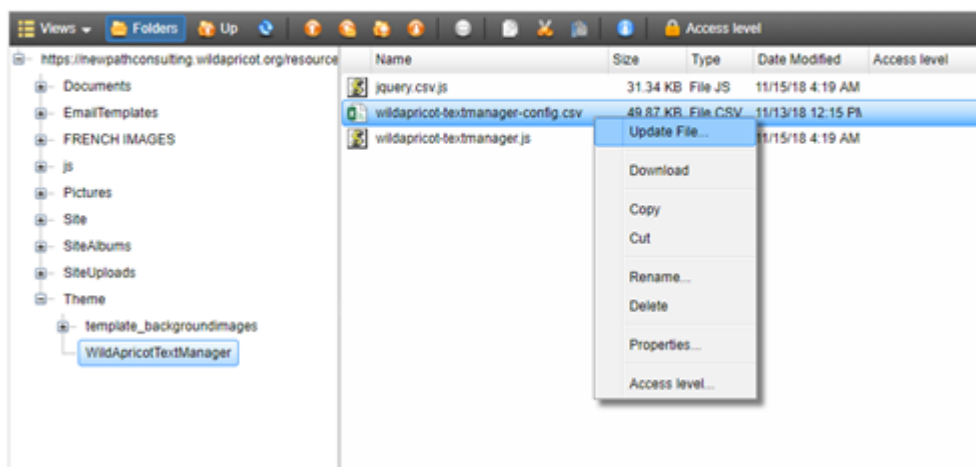 Views Folders Up Access level
https://newpathconsulting.wildapricot.org/resource
Documents
EmailTemplates
FRENCH IMAGES
js
Pictures
Site
SiteAlbums
SiteUploads
Theme
template_backgroundimages
WildApricotTextManager
Name Size Type Date Modified Access level
jquery.csv.js 31.34 KB File JS 11/15/18 4:19 AM
wildapricot-textmanager-config.csv 49.87 KB File CSV 11/13/18 12:15 PM
wildapricot-textmanager.js 11/15/18 4:19 AM
Update File...
Download
Copy
Cut
Rename...
Delete
Properties...
Access level...